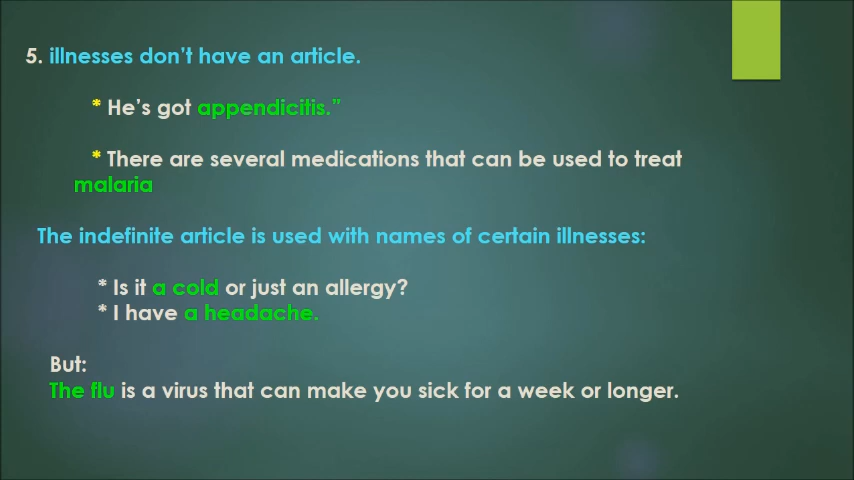 5. illnesses don't have an article.
* He's got appendicitis.”
* There are several medications that can be used to treat
malaria
The indefinite article is used with names of certain illnesses:
* Is it a cold or just an allergy?
* I have a headache.
But:
The flu is a virus that can make you sick for a week or longer.